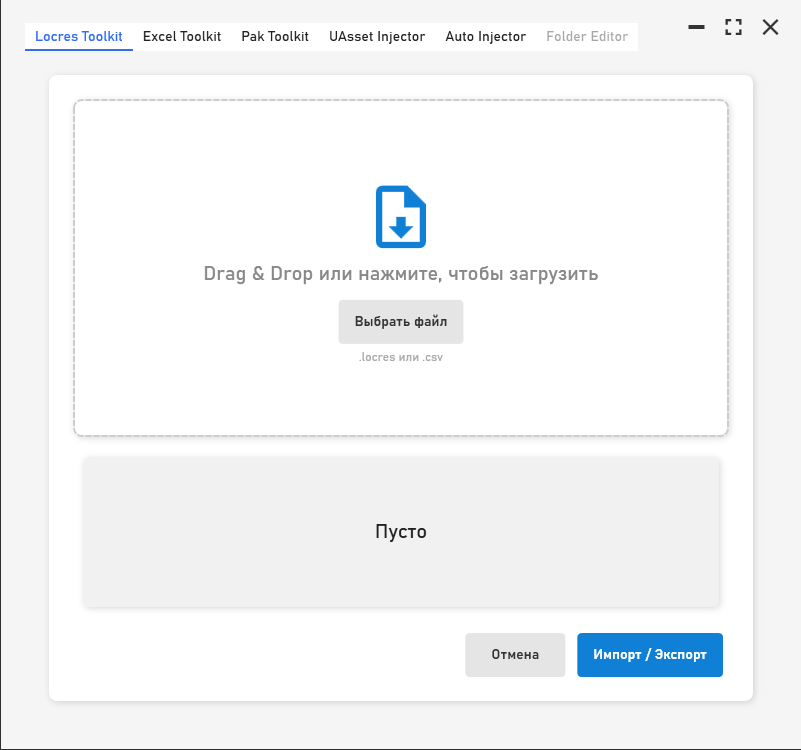 Locres Toolkit Excel Toolkit Pak Toolkit UAsset Injector Auto Injector Folder Editor
Drag & Drop или нажмите, чтобы загрузить
Выбрать файл
.locres или .csv
Пусто
Отмена Импорт / Экспорт